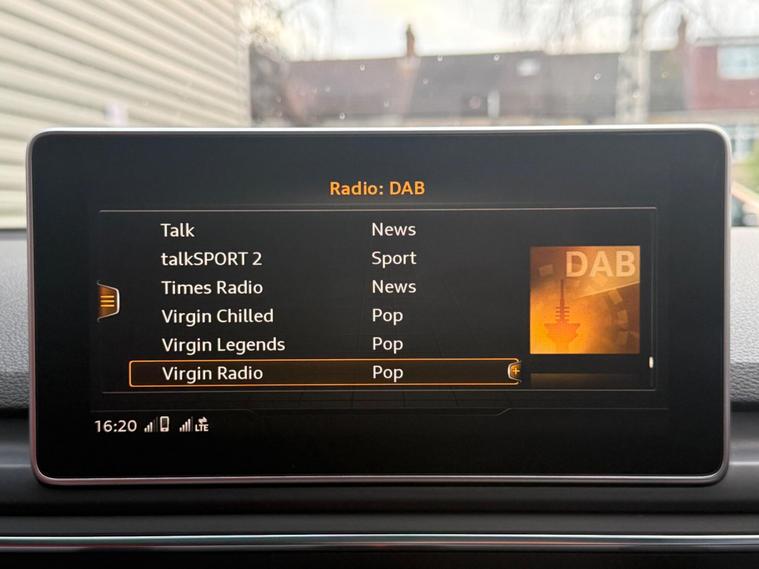 Radio: DAB
Talk News
talkSPORT 2 Sport
Times Radio News
Virgin Chilled Pop
Virgin Legends Pop
Virgin Radio Pop
DAB
16:20 LTE